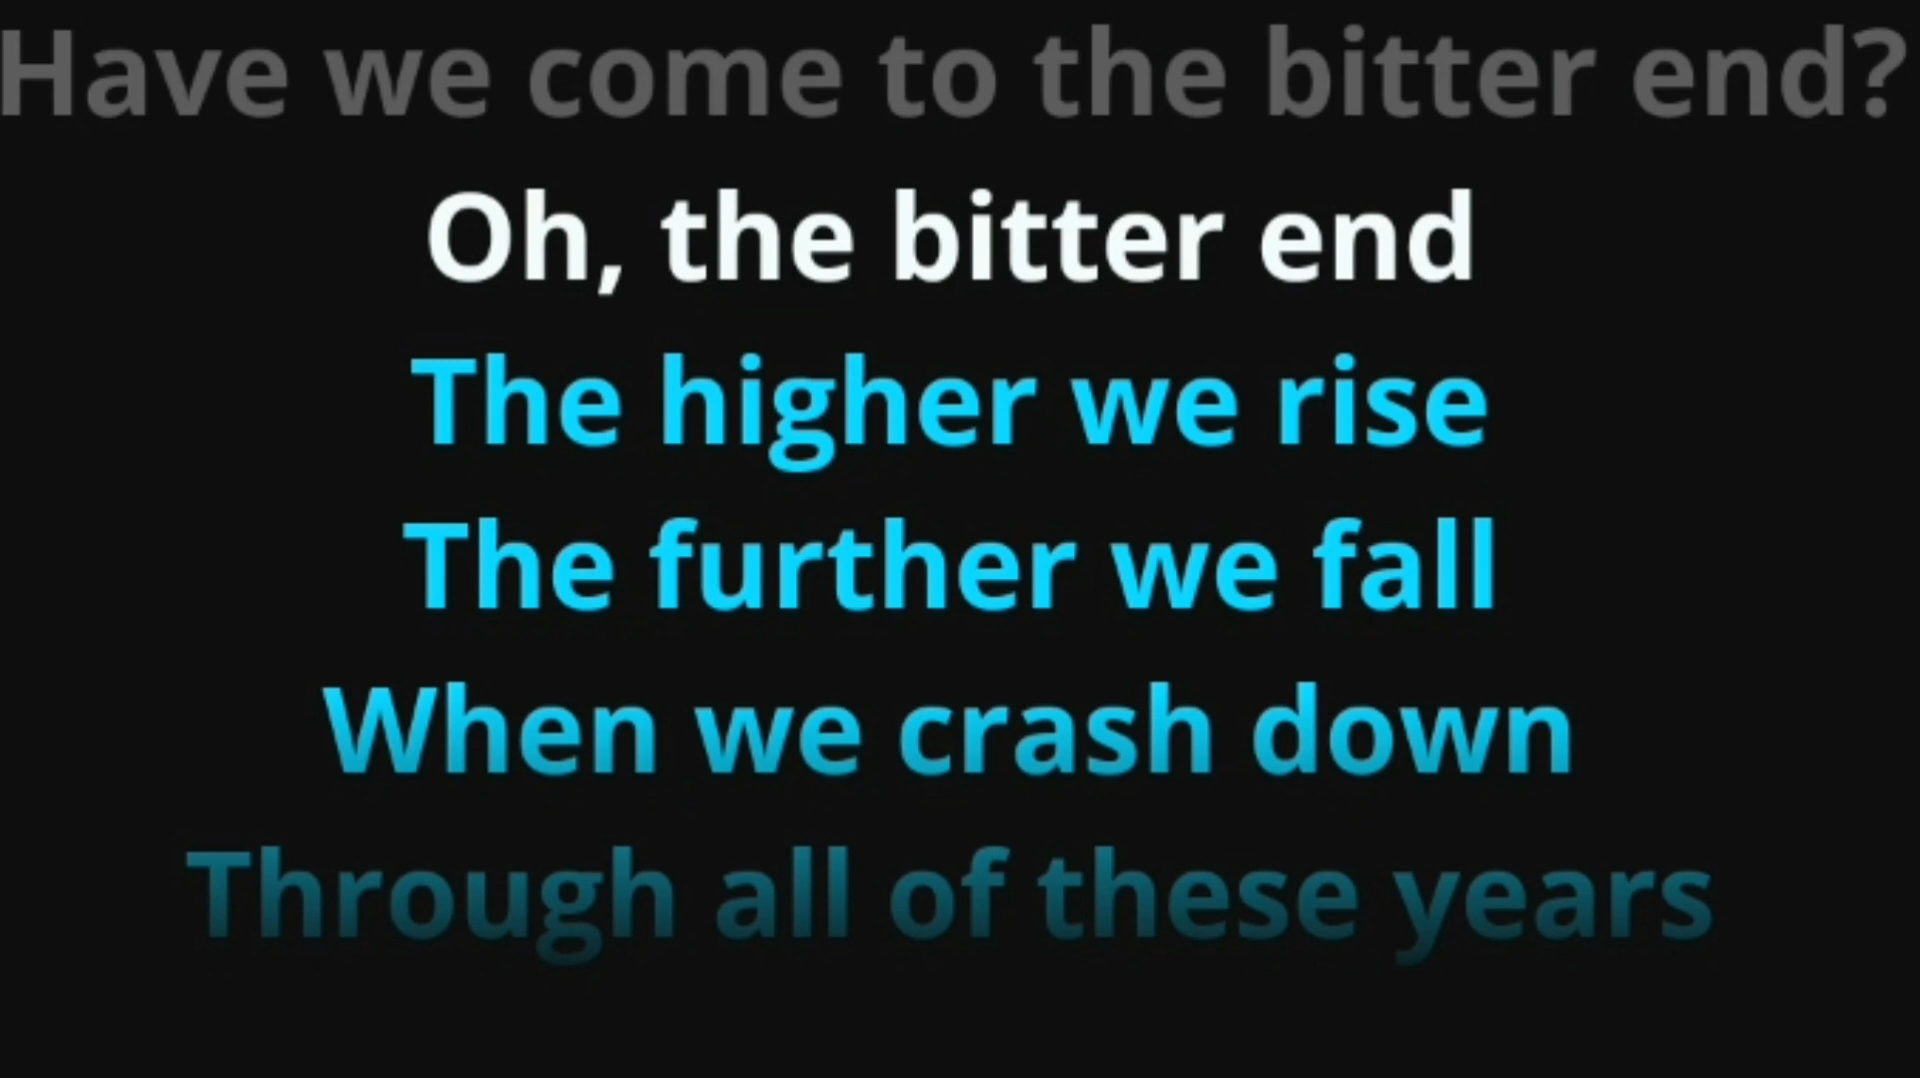 Have we come to the bitter end?
Oh, the bitter end
The higher we rise
The further we fall
When we crash down
Through all of these years